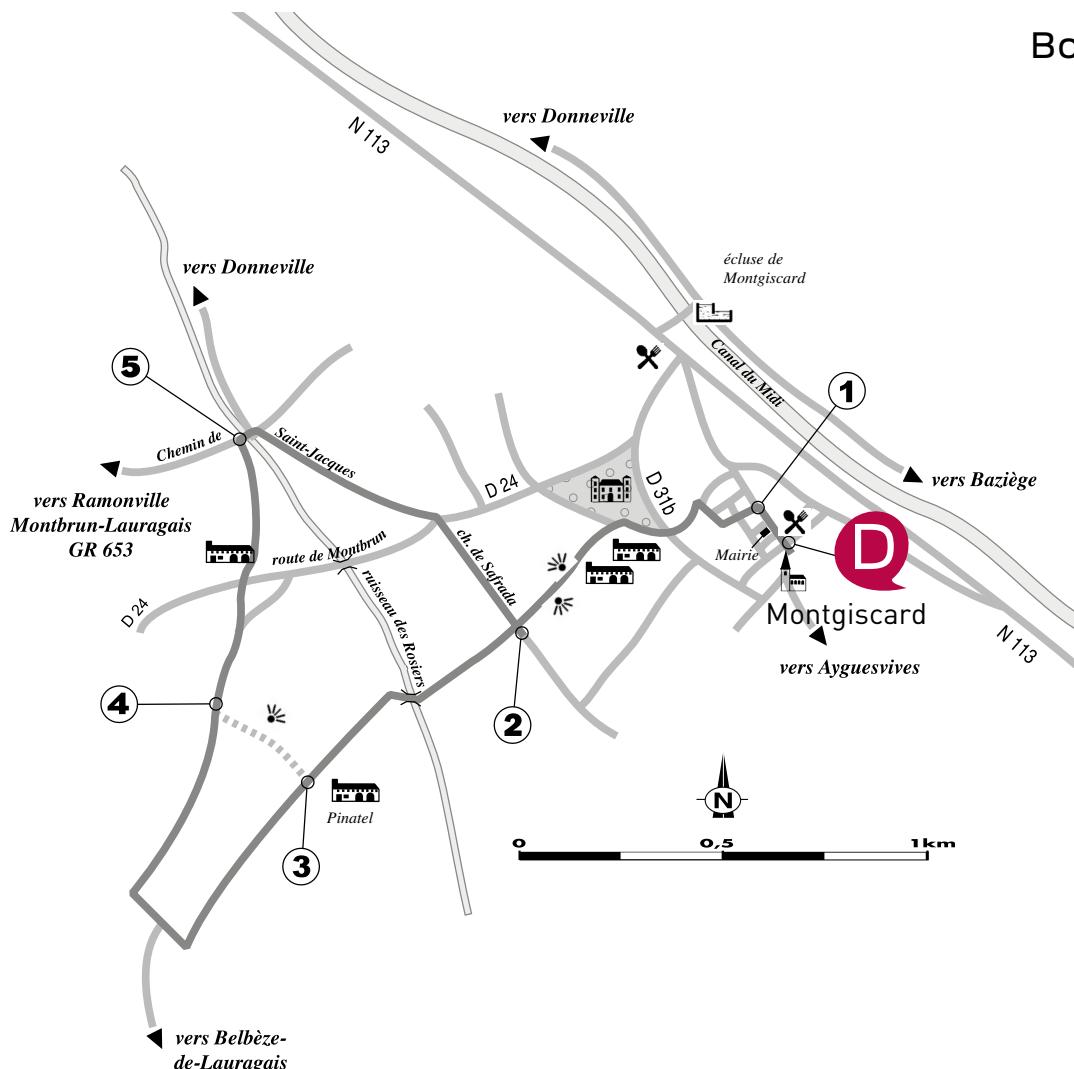 Bo
vers Donneville
N 113
écluse de
Montgiscard
vers Donneville
Canal du Midi
5
1
Chemin de
Saint-Jacques
vers Ramonville
Montbrun-Lauragais
GR 653
D 24
D 31b
vers Baziège
route de Montbrun
ch. de Safrada
Mairie
D
D 24
ruisseau des Rosiers
Montgiscard
N 113
vers Ayguesvives
4
2
N
Pinatel
3
0
0,5
1km
vers Belbèze-
de-Lauragais